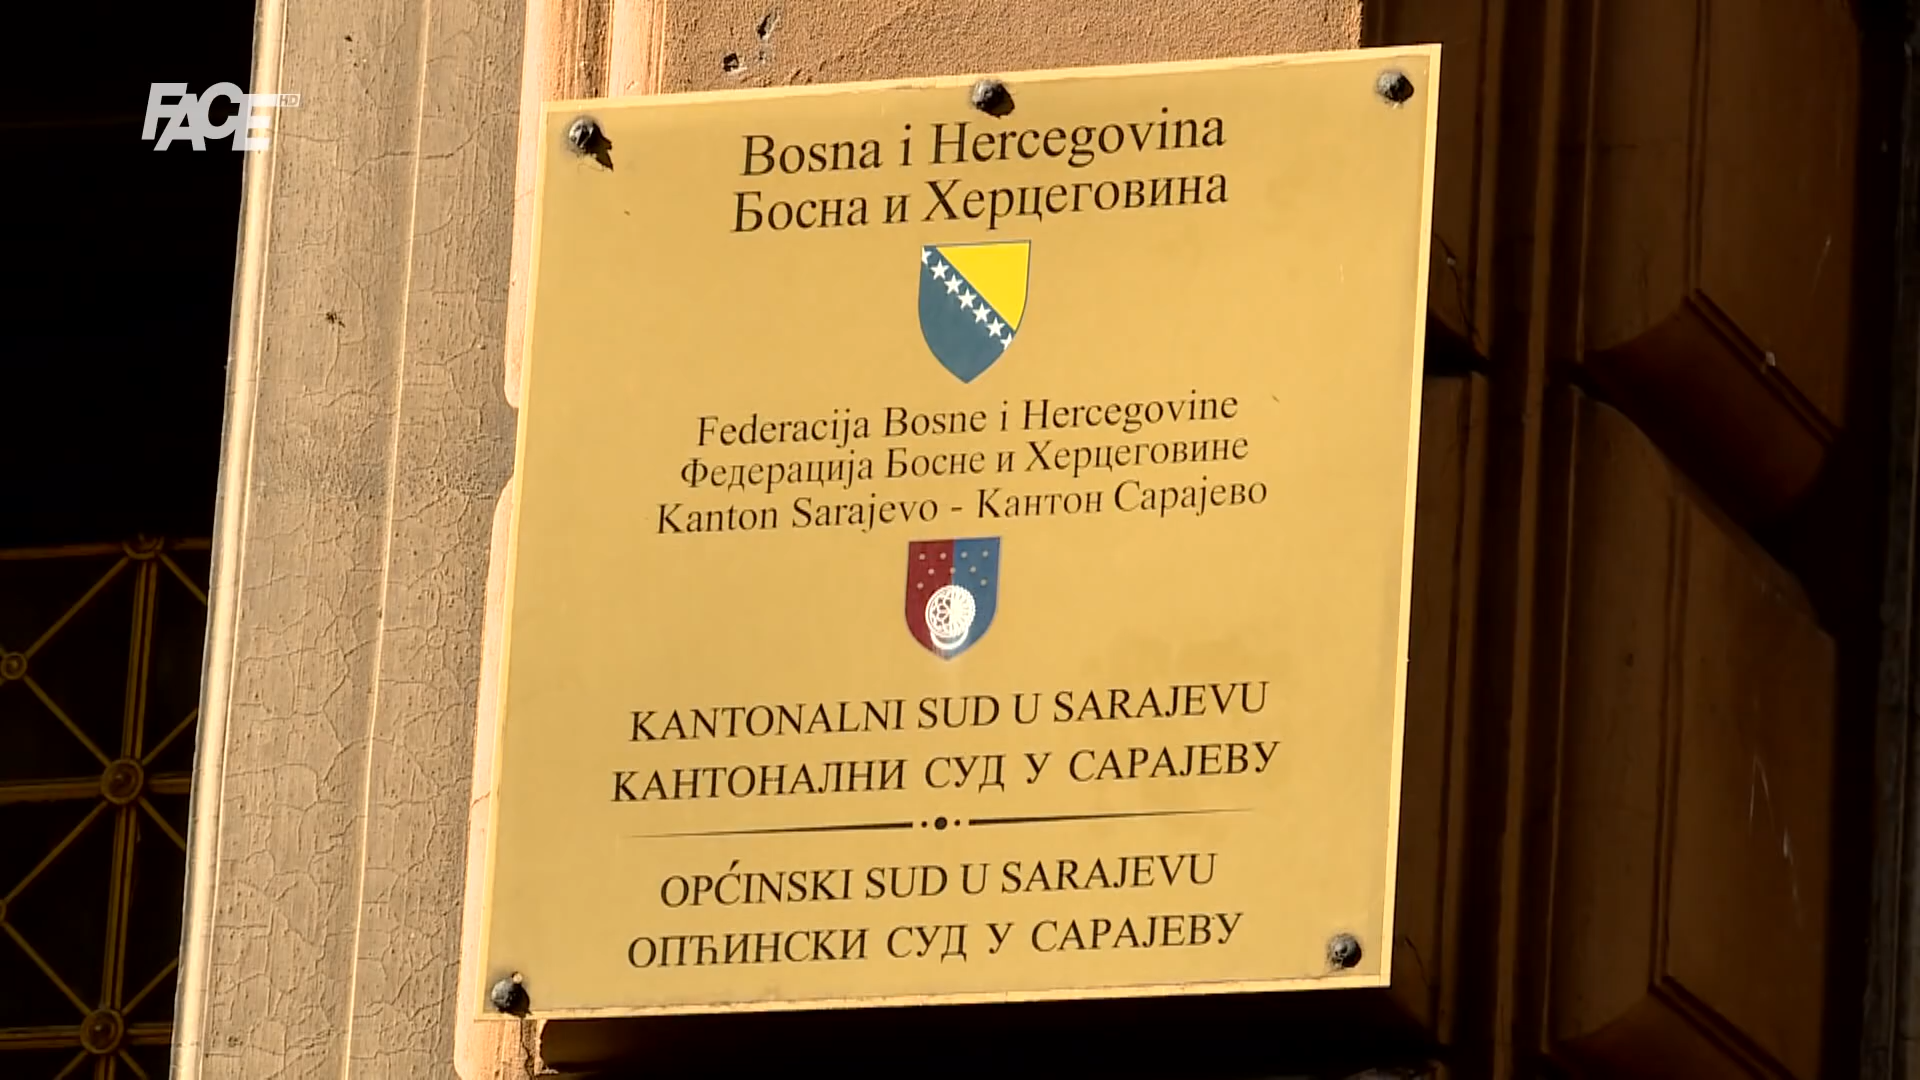 FACE HD
Bosna i Hercegovina
Босна и Херцеговина
Federacija Bosne i Hercegovine
Федерација Босне и Херцеговине
Kanton Sarajevo - Кантон Сарајево
KANTONALNI SUD U SARAJEVU
КАНТОНАЛНИ СУД У САРАЈЕВУ
OPĆINSKI SUD U SARAJEVU
ОПЋИНСКИ СУД У САРАЈЕВУ